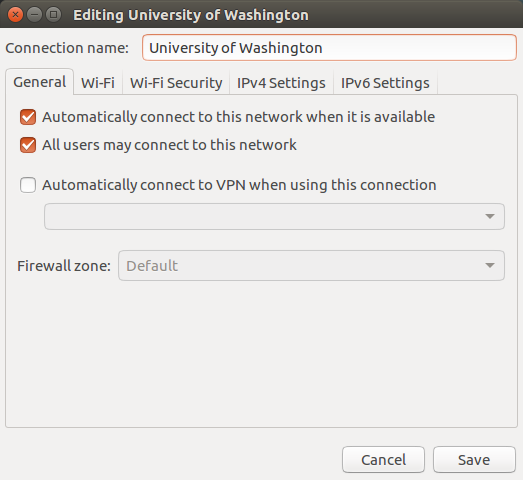 Editing University of Washington
Connection name: University of Washington
General Wi-Fi Wi-Fi Security IPv4 Settings IPv6 Settings
Automatically connect to this network when it is available
All users may connect to this network
Automatically connect to VPN when using this connection
Firewall zone: Default
Cancel Save